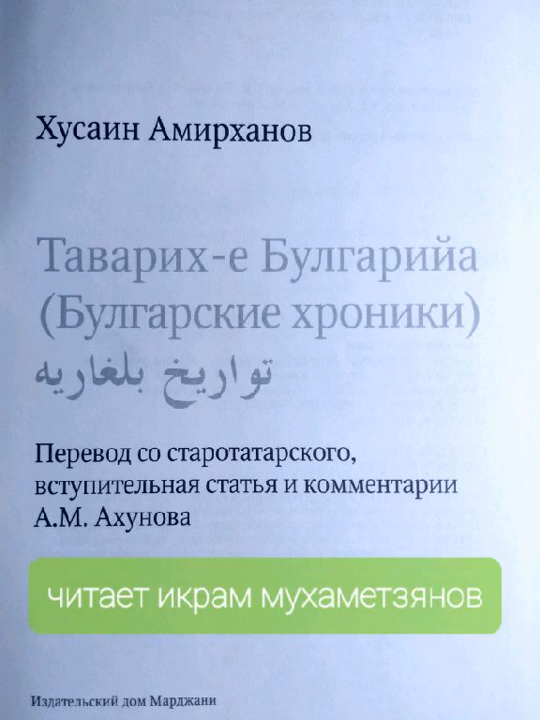 Хусаин Амирханов
Таварих-е Булгарийа
(Булгарские хроники)
تواريخ بلغاريه
Перевод со старотатарского,
вступительная статья и комментарии
А.М. Ахунова
читает икрам мухаметзянов
Издательский дом Марджани